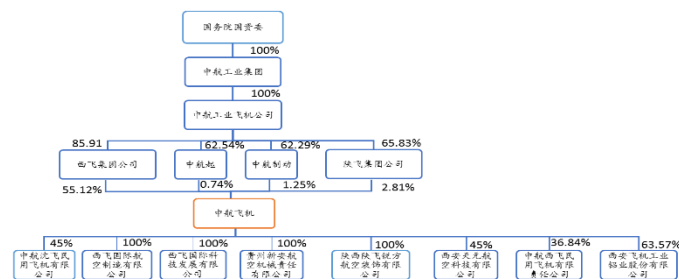 国务院国资委
100%
中航工业集团
100%
中航工业飞机公司
85.91
62.54%
62.29%
65.83%
西飞集团公司
中航起
中航制动
陕飞集团公司
55.12%
0.74%
1.25%
2.81%
中航飞机
45%
100%
100%
100%
100%
45%
36.84%
63.57%
中航沈飞民
用飞机有限
公司
西飞国际航
空制造有限
公司
西飞国际科
技发展有限
公司
贵州新安航
空机械责任
有限公司
陕西陕飞锐方
航空装饰有限
公司
西安天元航
空科技有限
公司
中航西飞民
用飞机有限
责任公司
西安飞机工业
铝业股份有限
公司